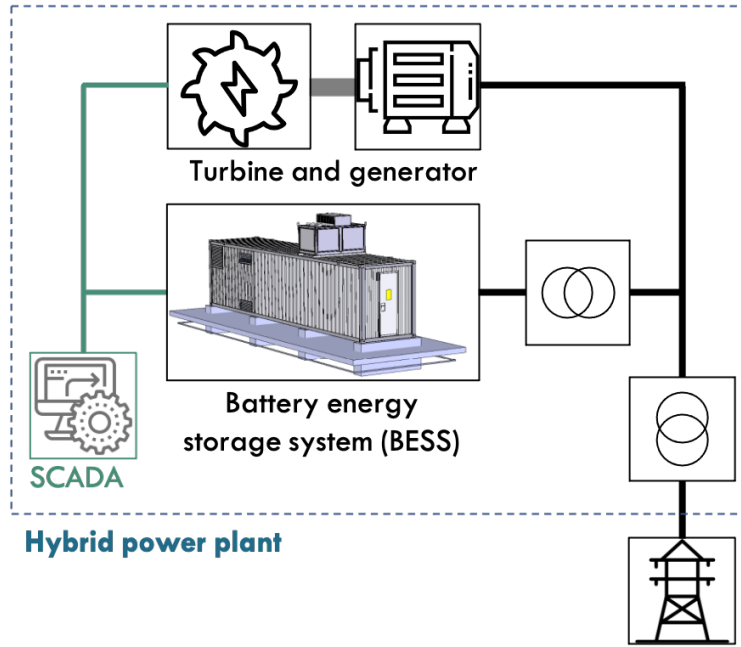 Turbine and generator
Battery energy
storage system (BESS)
SCADA
Hybrid power plant